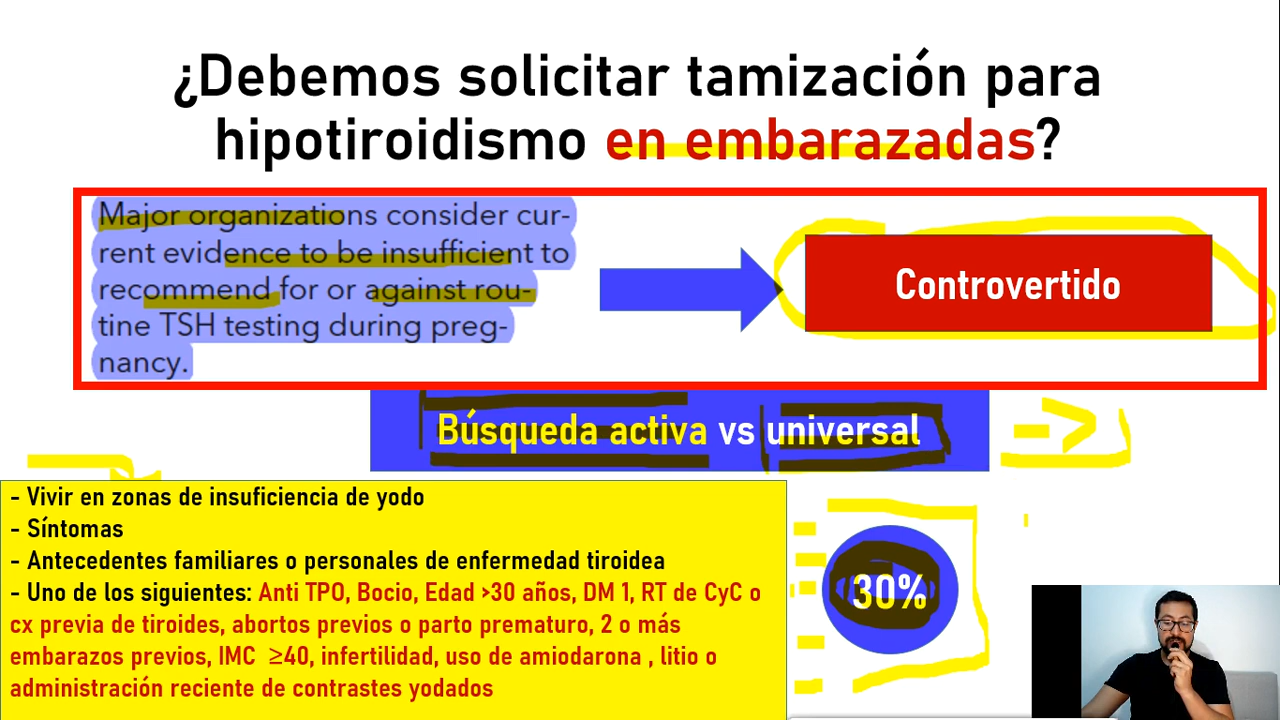 ¿Debemos solicitar tamización para
hipotiroidismo en embarazadas?
Major organizations consider cur-
rent evidence to be insufficient to
recommend for or against rou-
tine TSH testing during preg-
nancy.
Controvertido
Búsqueda activa vs universal
- Vivir en zonas de insuficiencia de yodo
- Síntomas
- Antecedentes familiares o personales de enfermedad tiroidea
- Uno de los siguientes: Anti TPO, Bocio, Edad >30 años, DM 1, RT de CyC o
cx previa de tiroides, abortos previos o parto prematuro, 2 o más
embarazos previos, IMC ≥40, infertilidad, uso de amiodarona , litio o
administración reciente de contrastes yodados
30%